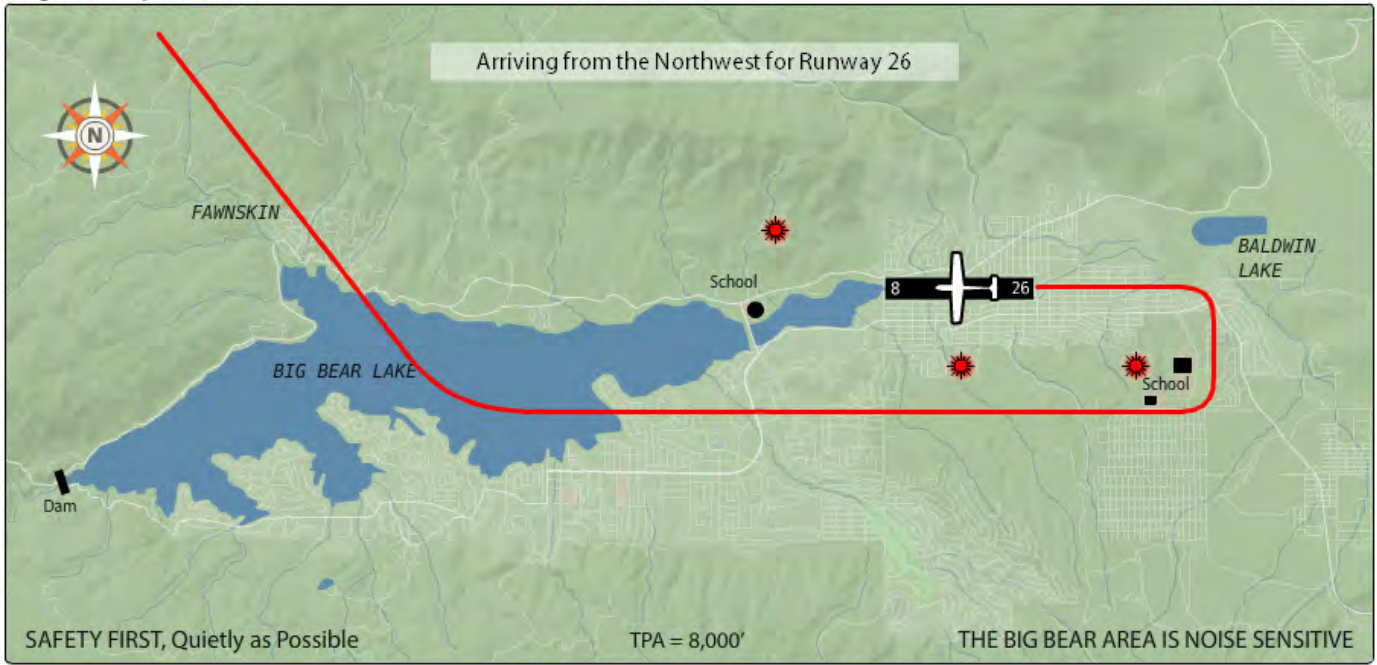 Arriving from the Northwest for Runway 26
N
FAWNSKIN
School
8
26
BALDWIN
LAKE
BIG BEAR LAKE
School
Dam
SAFETY FIRST, Quietly as Possible
TPA = 8,000′
THE BIG BEAR AREA IS NOISE SENSITIVE